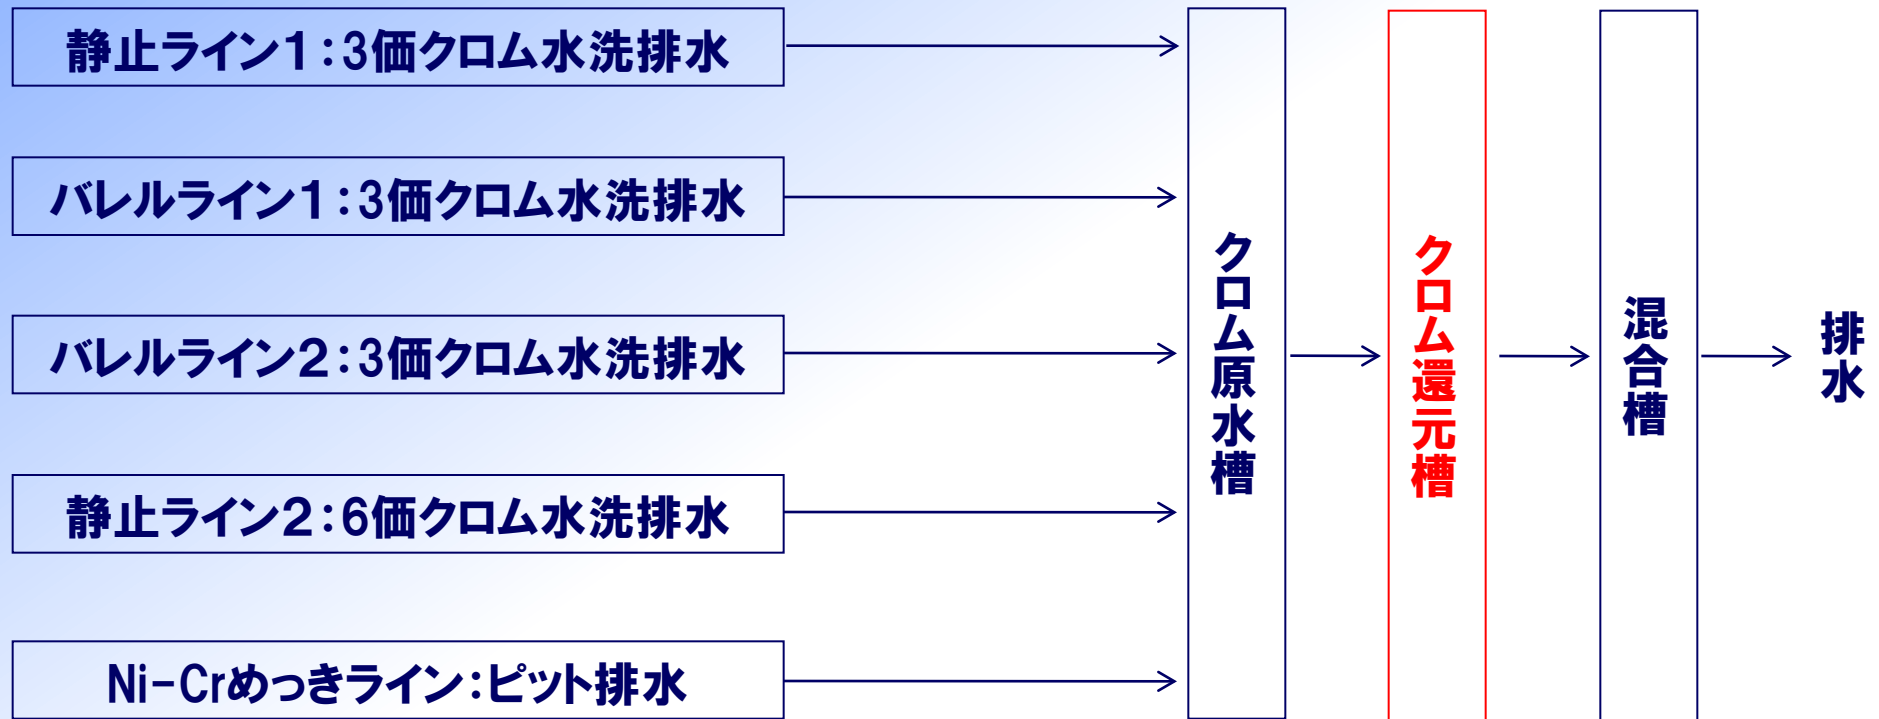 静止ライン１：3価クロム水洗排水
バレルライン１：3価クロム水洗排水
バレルライン２：3価クロム水洗排水
静止ライン２：6価クロム水洗排水
Ni-Crめっきライン：ピット排水
クロム原水槽
クロム還元槽
混合槽
排水